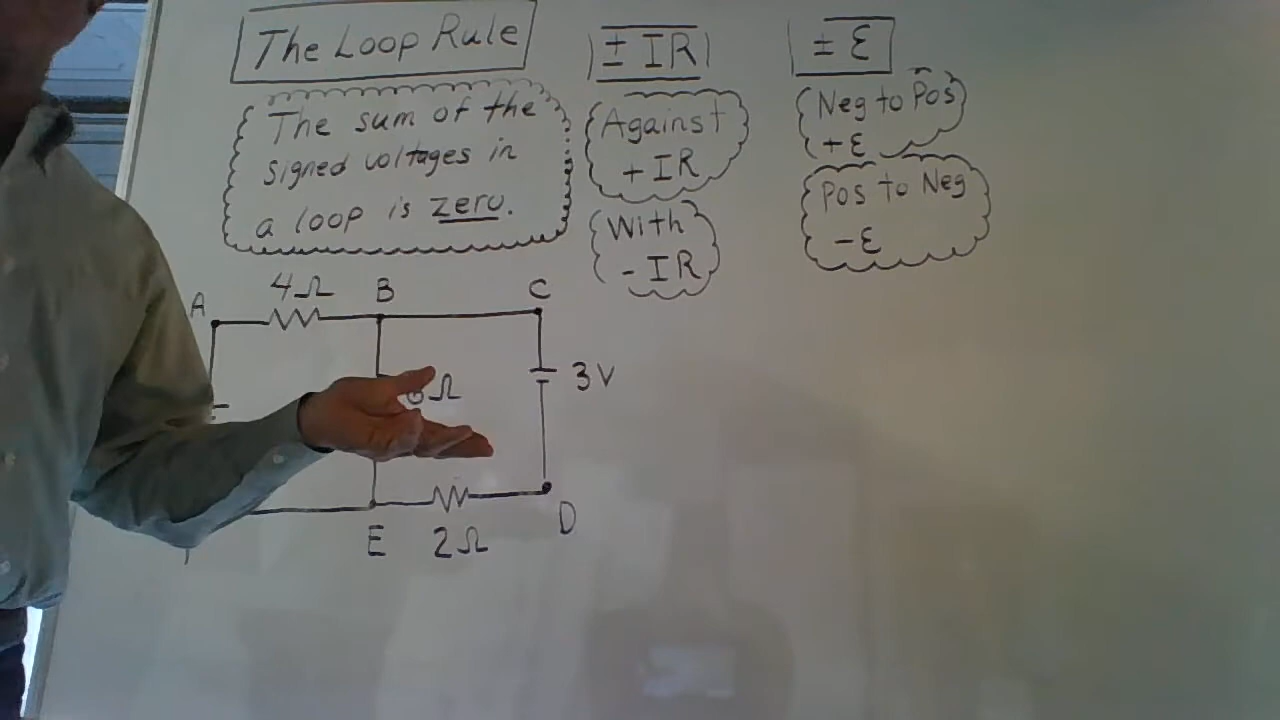 The Loop Rule
The sum of the
signed voltages in
a loop is zero.
± IR
Against
+ IR
With
- IR
± ℰ
Neg to Pos
+ ℰ
Pos to Neg
- ℰ
A
4Ω
B
C
Ω
3V
E
2Ω
D